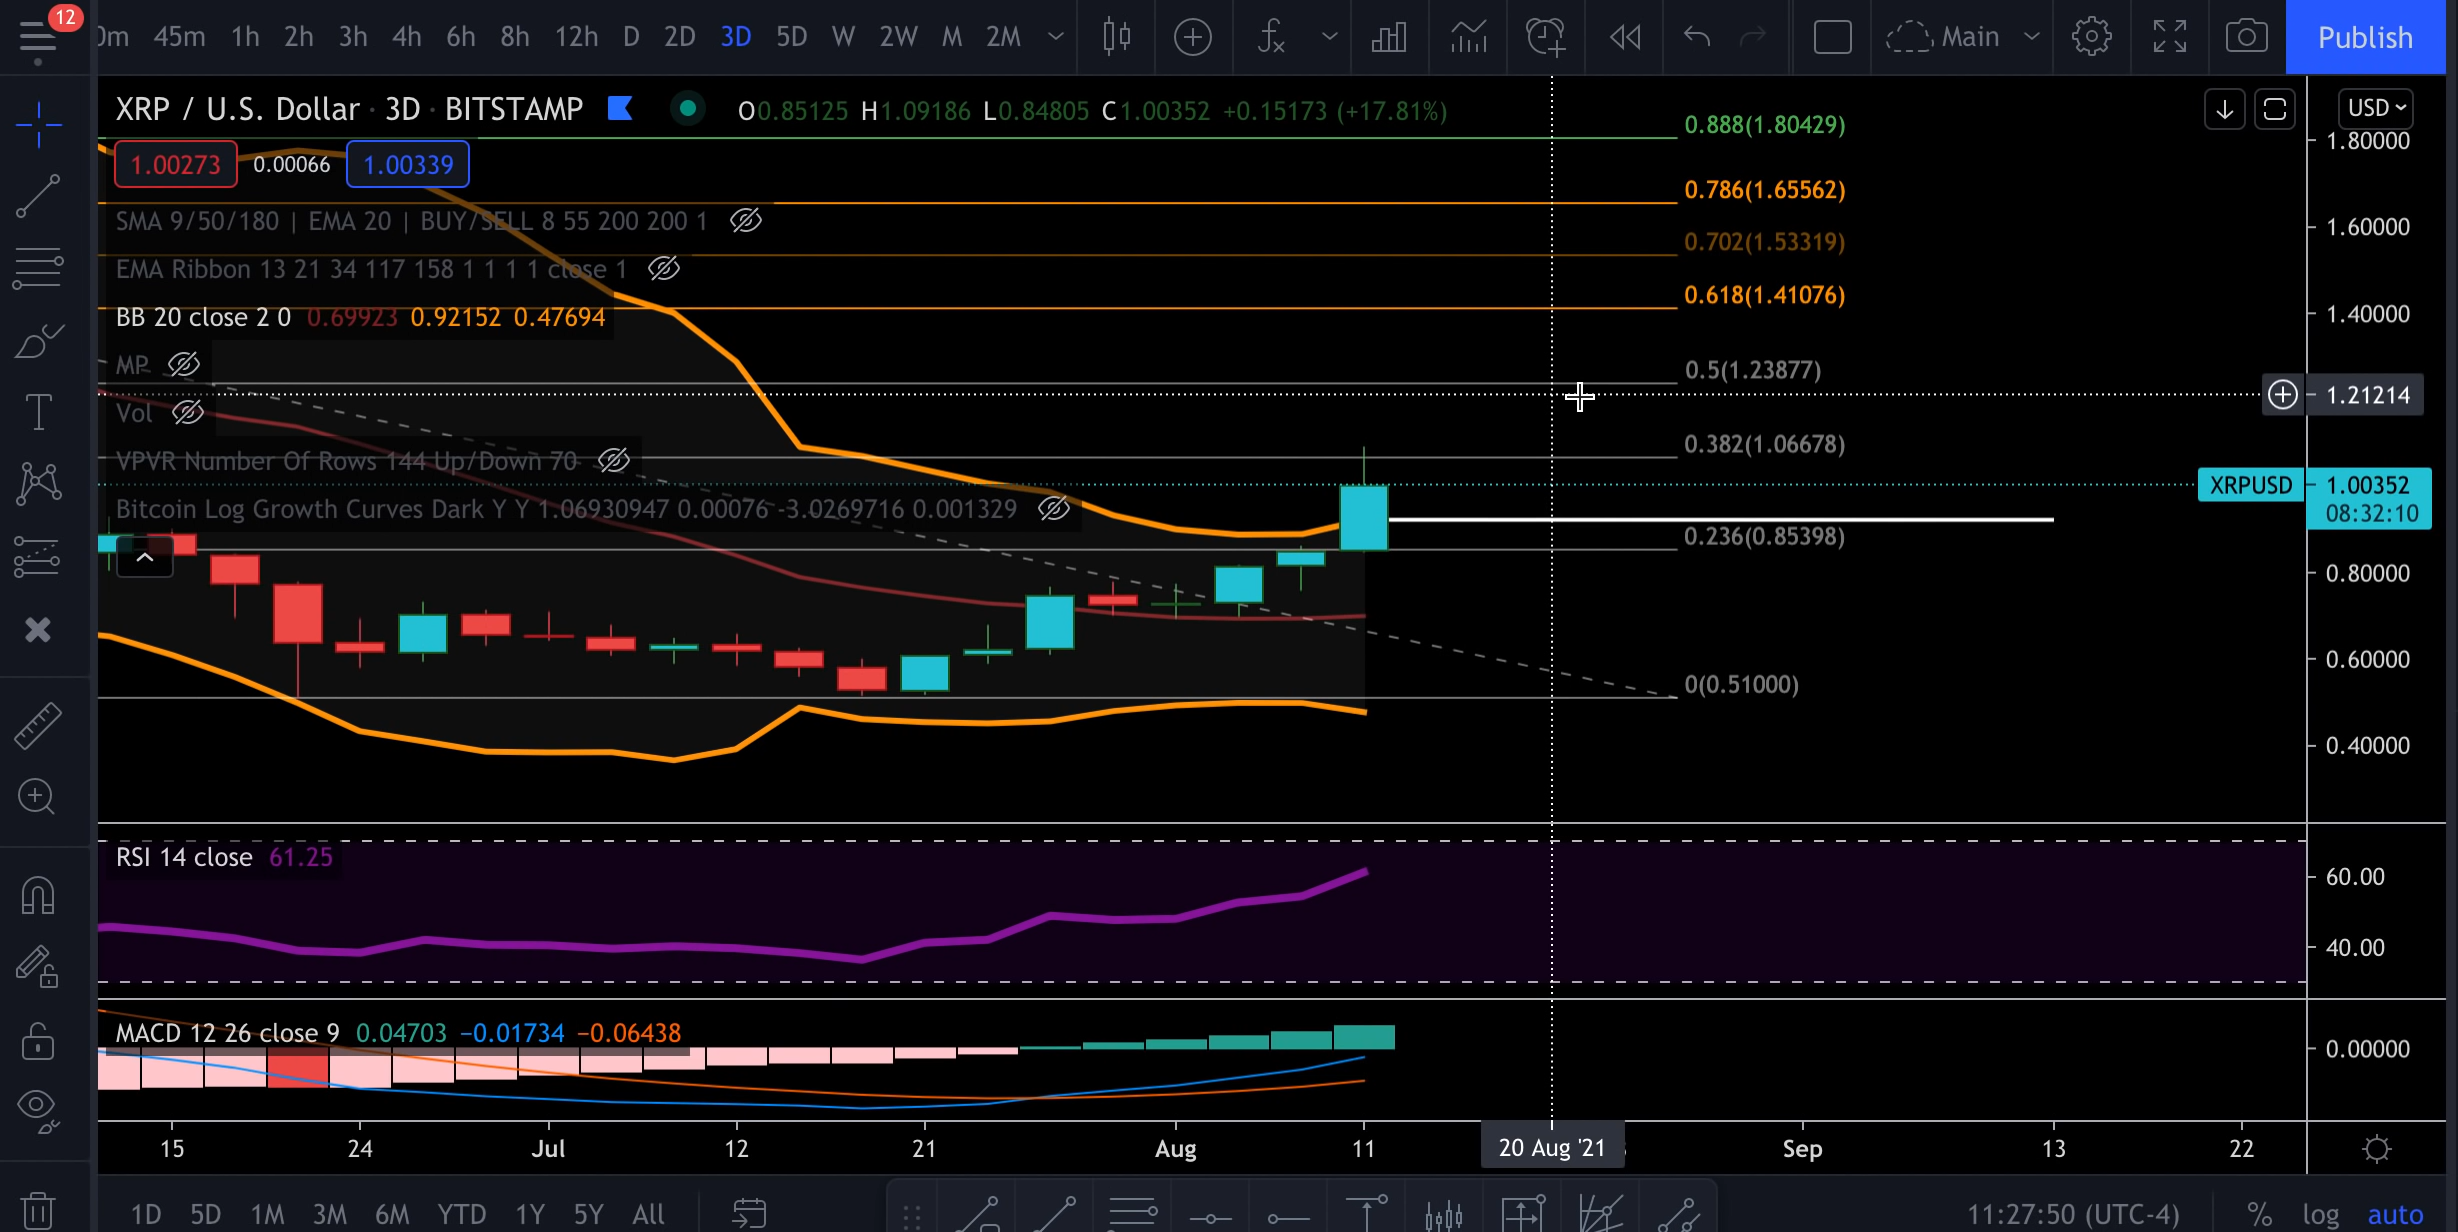 12
0m 45m 1h 2h 3h 4h 6h 8h 12h D 2D 3D 5D W 2W M 2M Main Publish
XRP / U.S. Dollar · 3D · BITSTAMP O0.85125 H1.09186 L0.84805 C1.00352 +0.15173 (+17.81%)
USD
0.888(1.80429)
1.80000
1.00273 0.00066 1.00339
0.786(1.65562)
SMA 9/50/180 | EMA 20 | BUY/SELL 8 55 200 200 1
1.60000
0.702(1.53319)
EMA Ribbon 13 21 34 117 158 1 1 1 1 close 1
0.618(1.41076)
BB 20 close 2 0 0.69923 0.92152 0.47694
1.40000
MP
0.5(1.23877)
1.21214
Vol
0.382(1.06678)
VPVR Number Of Rows 144 Up/Down 70
XRPUSD 1.00352
08:32:10
Bitcoin Log Growth Curves Dark Y Y 1.06930947 0.00076 -3.0269716 0.001329
0.236(0.85398)
0.80000
0.60000
0(0.51000)
0.40000
RSI 14 close 61.25
60.00
40.00
MACD 12 26 close 9 0.04703 −0.01734 −0.06438
0.00000
15 24 Jul 12 21 Aug 11 20 Aug '21 Sep 13 22
1D 5D 1M 3M 6M YTD 1Y 5Y All 11:27:50 (UTC-4) % log auto